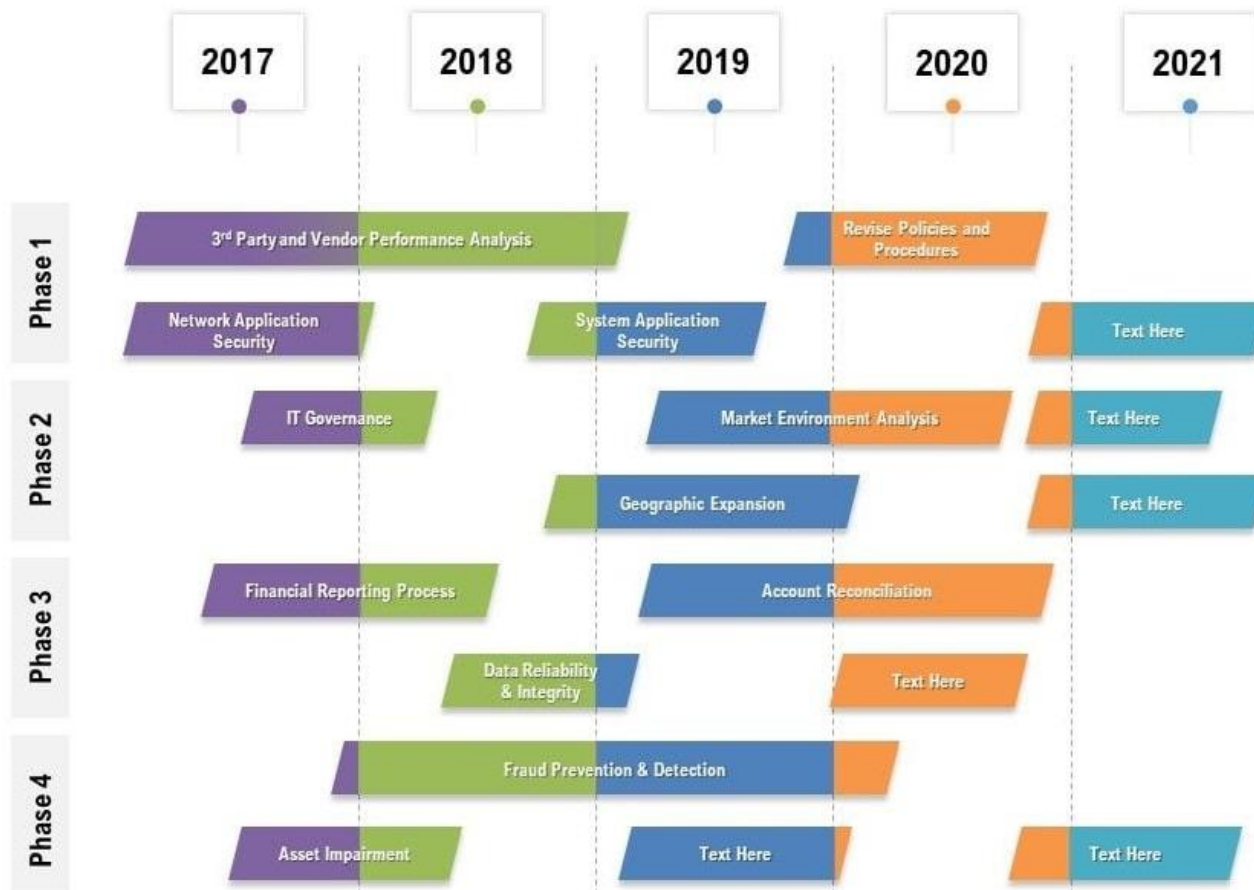 2017
2018
2019
2020
2021
Phase 1
3rd Party and Vendor Performance Analysis
Revise Policies and
Procedures
Network Application
Security
System Application
Security
Text Here
Phase 2
IT Governance
Market Environment Analysis
Text Here
Geographic Expansion
Text Here
Phase 3
Financial Reporting Process
Account Reconciliation
Data Reliability
& Integrity
Text Here
Phase 4
Fraud Prevention & Detection
Asset Impairment
Text Here
Text Here